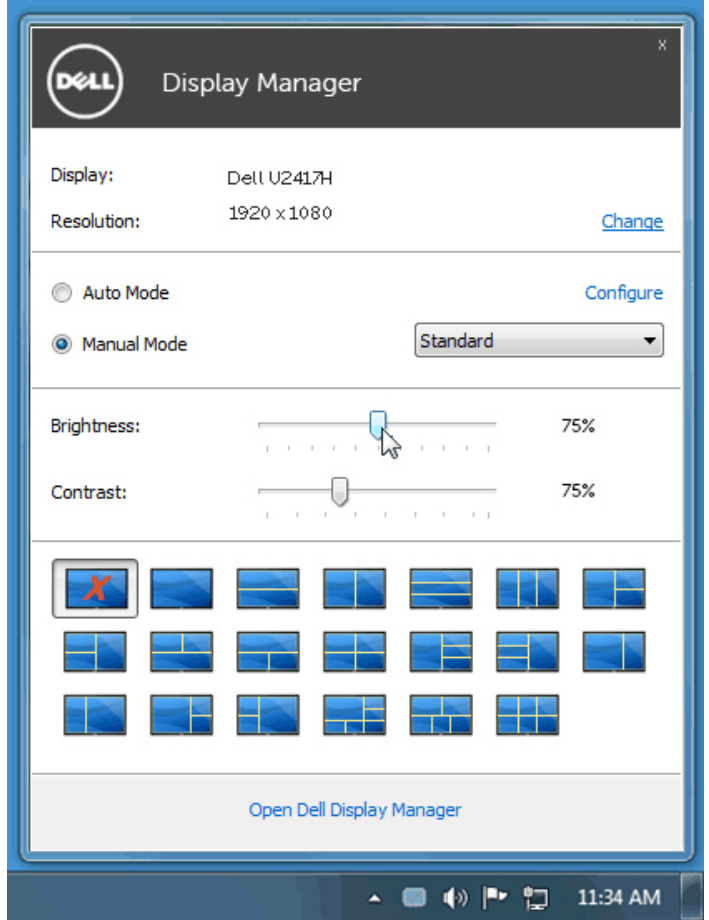 x
DELL
Display Manager
Display: Dell U2417H
Resolution: 1920 x 1080 Change
Auto Mode Configure
Manual Mode Standard
Brightness: 75%
Contrast: 75%
Open Dell Display Manager
11:34 AM